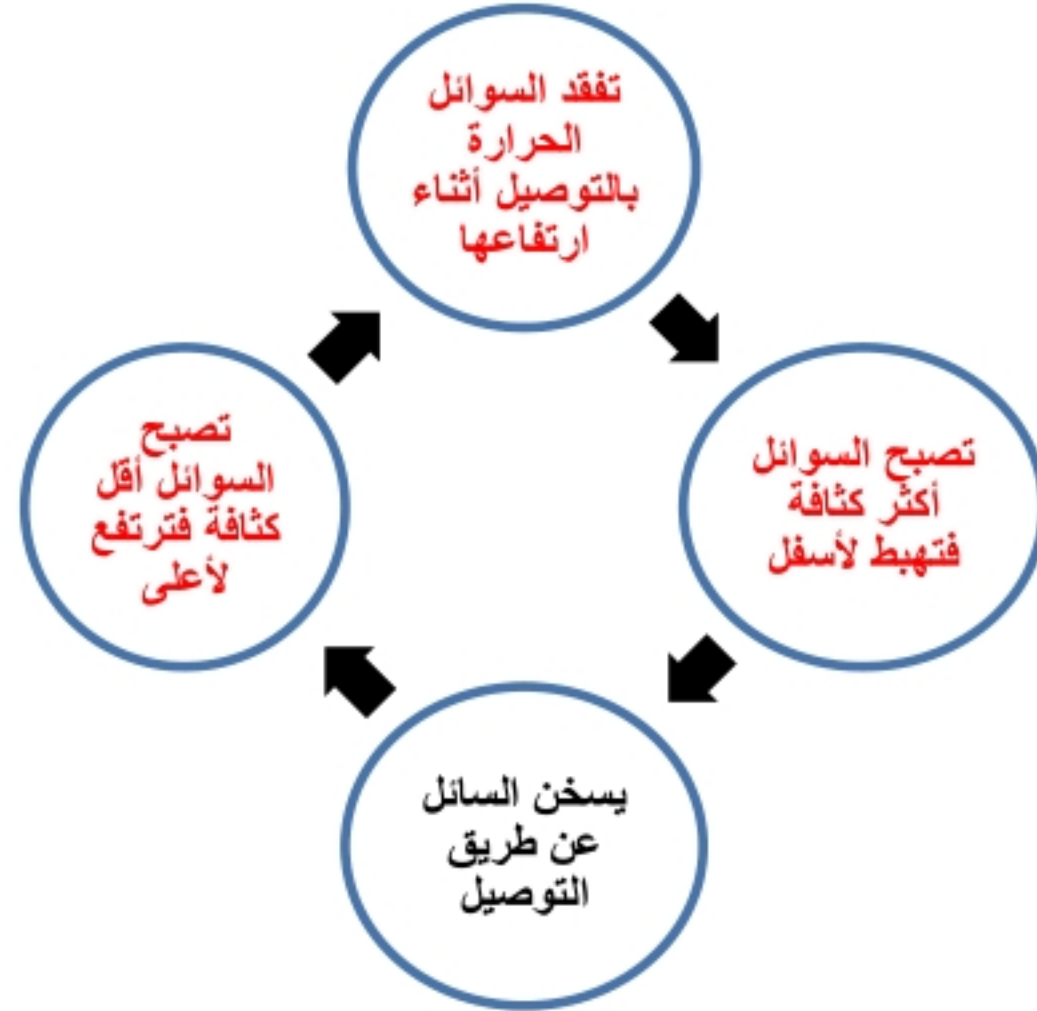 تفقد السوائل
الحرارة
بالتوصيل أثناء
ارتفاعها
تصبح السوائل
أكثر كثافة
فتهبط لأسفل
يسخن السائل
عن طريق
التوصيل
تصبح
السوائل أقل
كثافة فترتفع
لأعلى